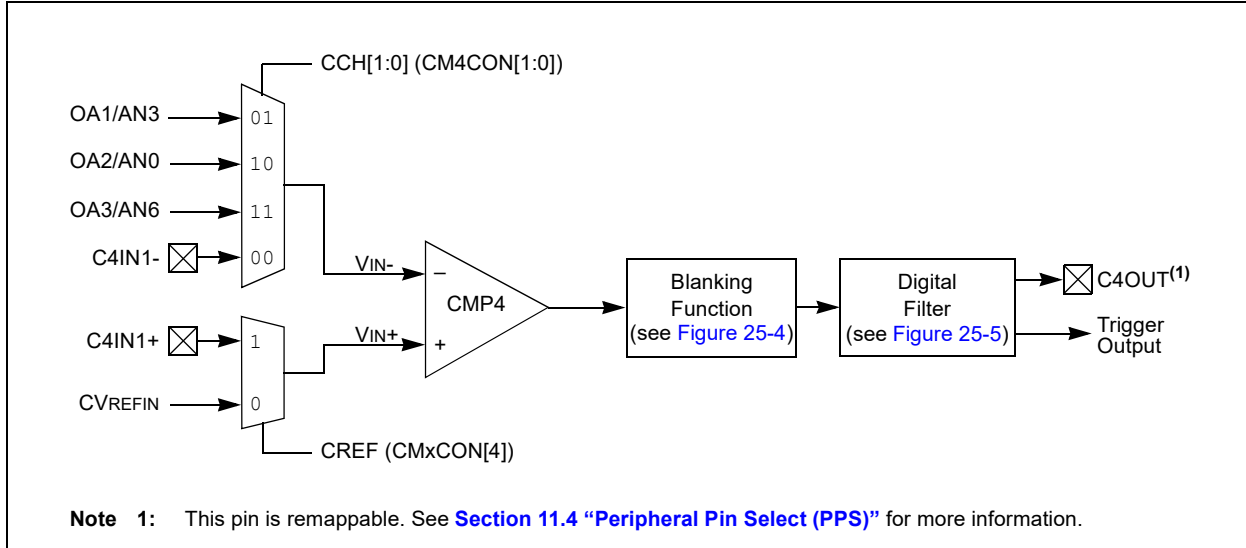 CCH[1:0] (CM4CON[1:0])
OA1/AN3
01
OA2/AN0
10
OA3/AN6
11
C4IN1-
00
VIN-
–
CMP4
Blanking
Function
(see Figure 25-4)
Digital
Filter
(see Figure 25-5)
C4OUT(1)
Trigger
Output
C4IN1+
1
VIN+
+
CVREFIN
0
CREF (CMxCON[4])
Note 1: This pin is remappable. See Section 11.4 “Peripheral Pin Select (PPS)” for more information.